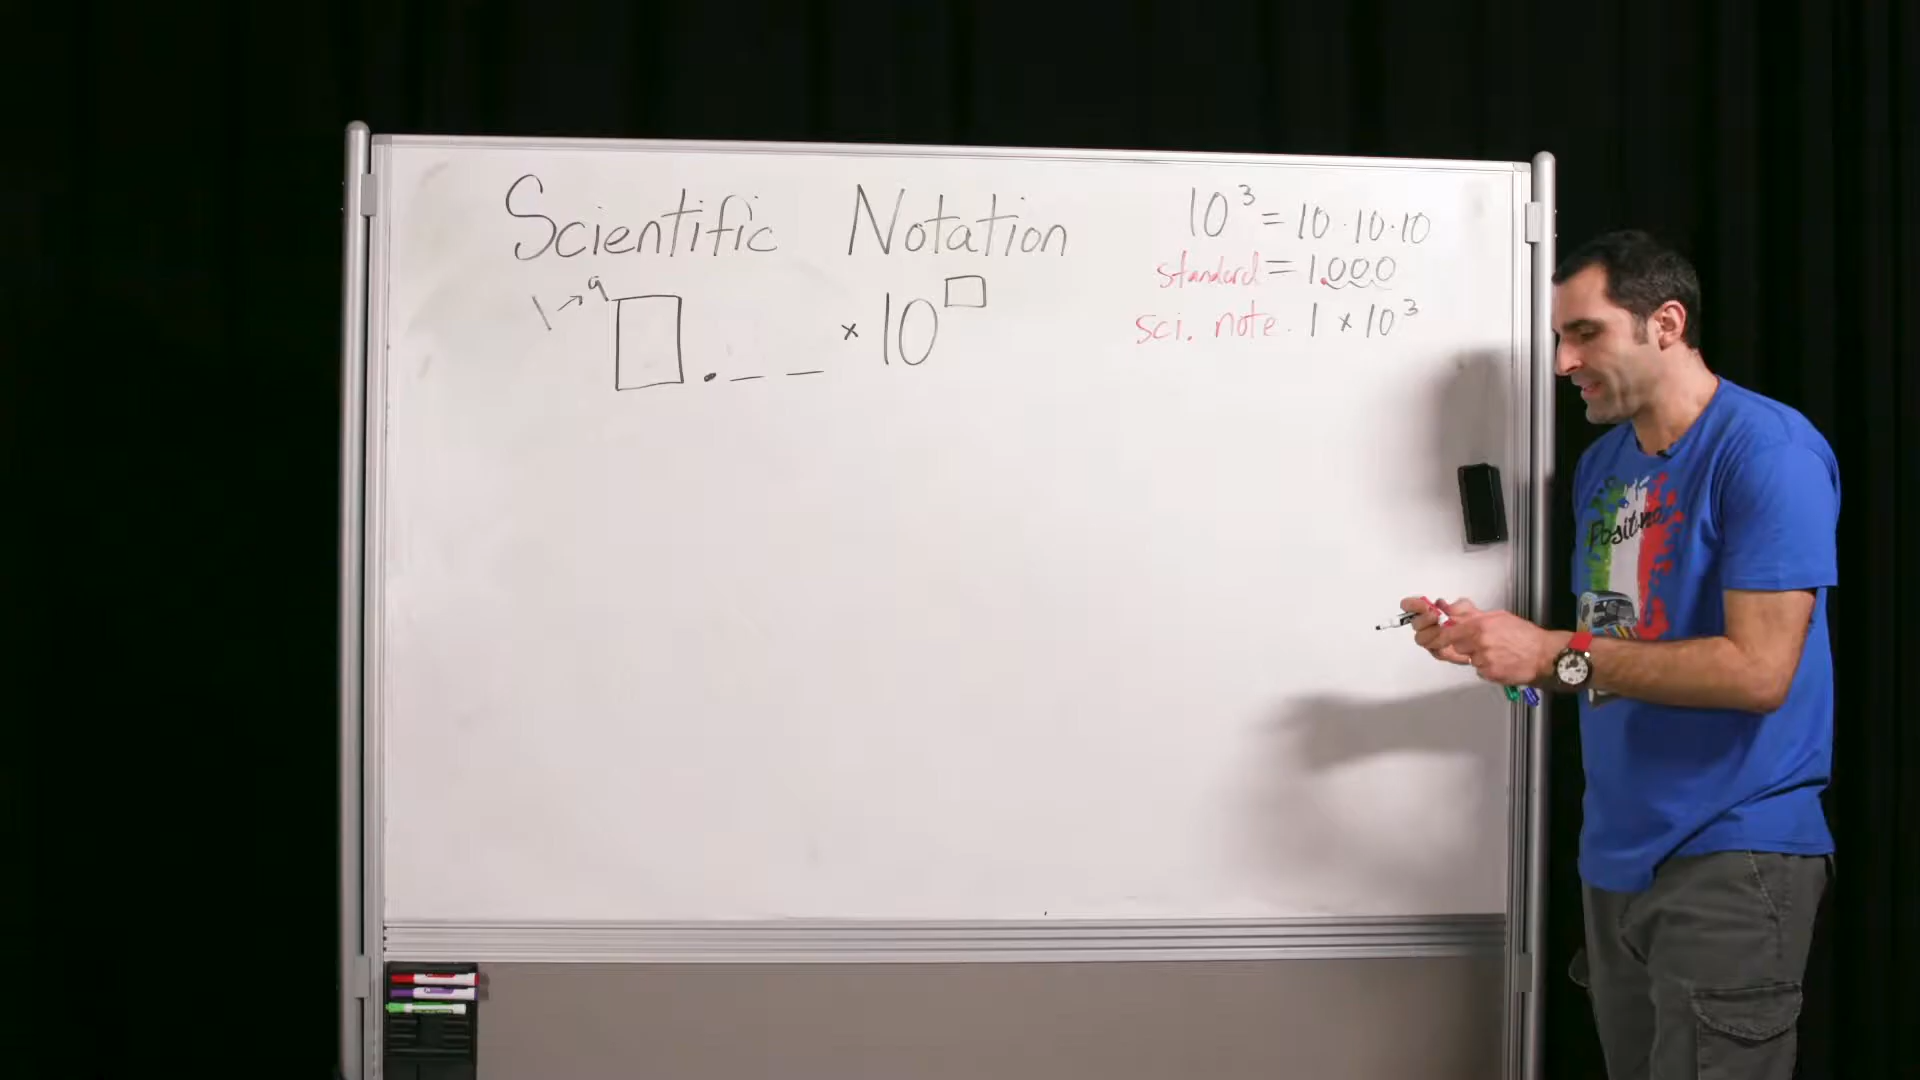 Scientific Notation
1 → 9
□ . _ _ × 10^□
10³ = 10 · 10 · 10
standard = 1.000
sci. note. 1 × 10³